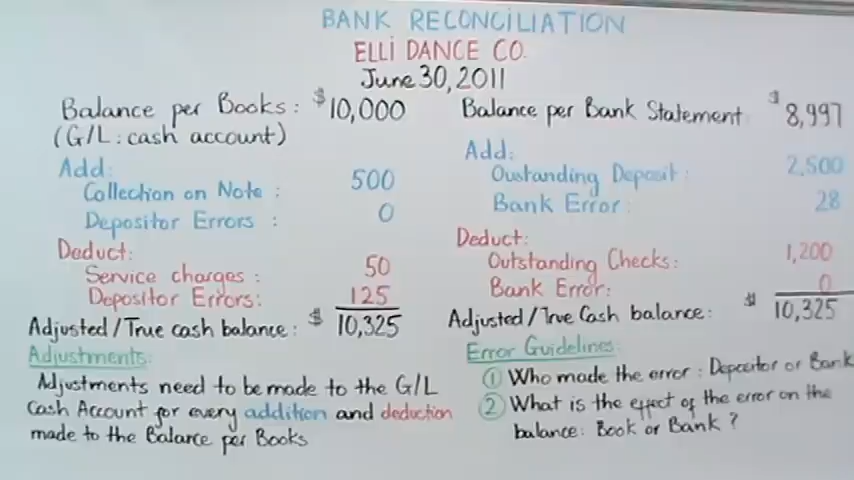 BANK RECONCILIATION
ELLI DANCE CO.
June 30, 2011
Balance per Books: $10,000
(G/L: cash account)
Add:
Collection on Note: 500
Depositor Errors: 0
Deduct:
Service charges: 50
Depositor Errors: 125
Adjusted/True cash balance: $ 10,325
Adjustments:
Adjustments need to be made to the G/L
Cash Account for every addition and deduction
made to the Balance per Books
Balance per Bank Statement $ 8,997
Add:
Oustanding Deposit: 2,500
Bank Error: 28
Deduct:
Outstanding Checks: 1,200
Bank Error: 0
Adjusted/True Cash balance: $ 10,325
Error Guidelines:
① Who made the error: Depositor or Bank
② What is the effect of the error on the
balance: Book or Bank?